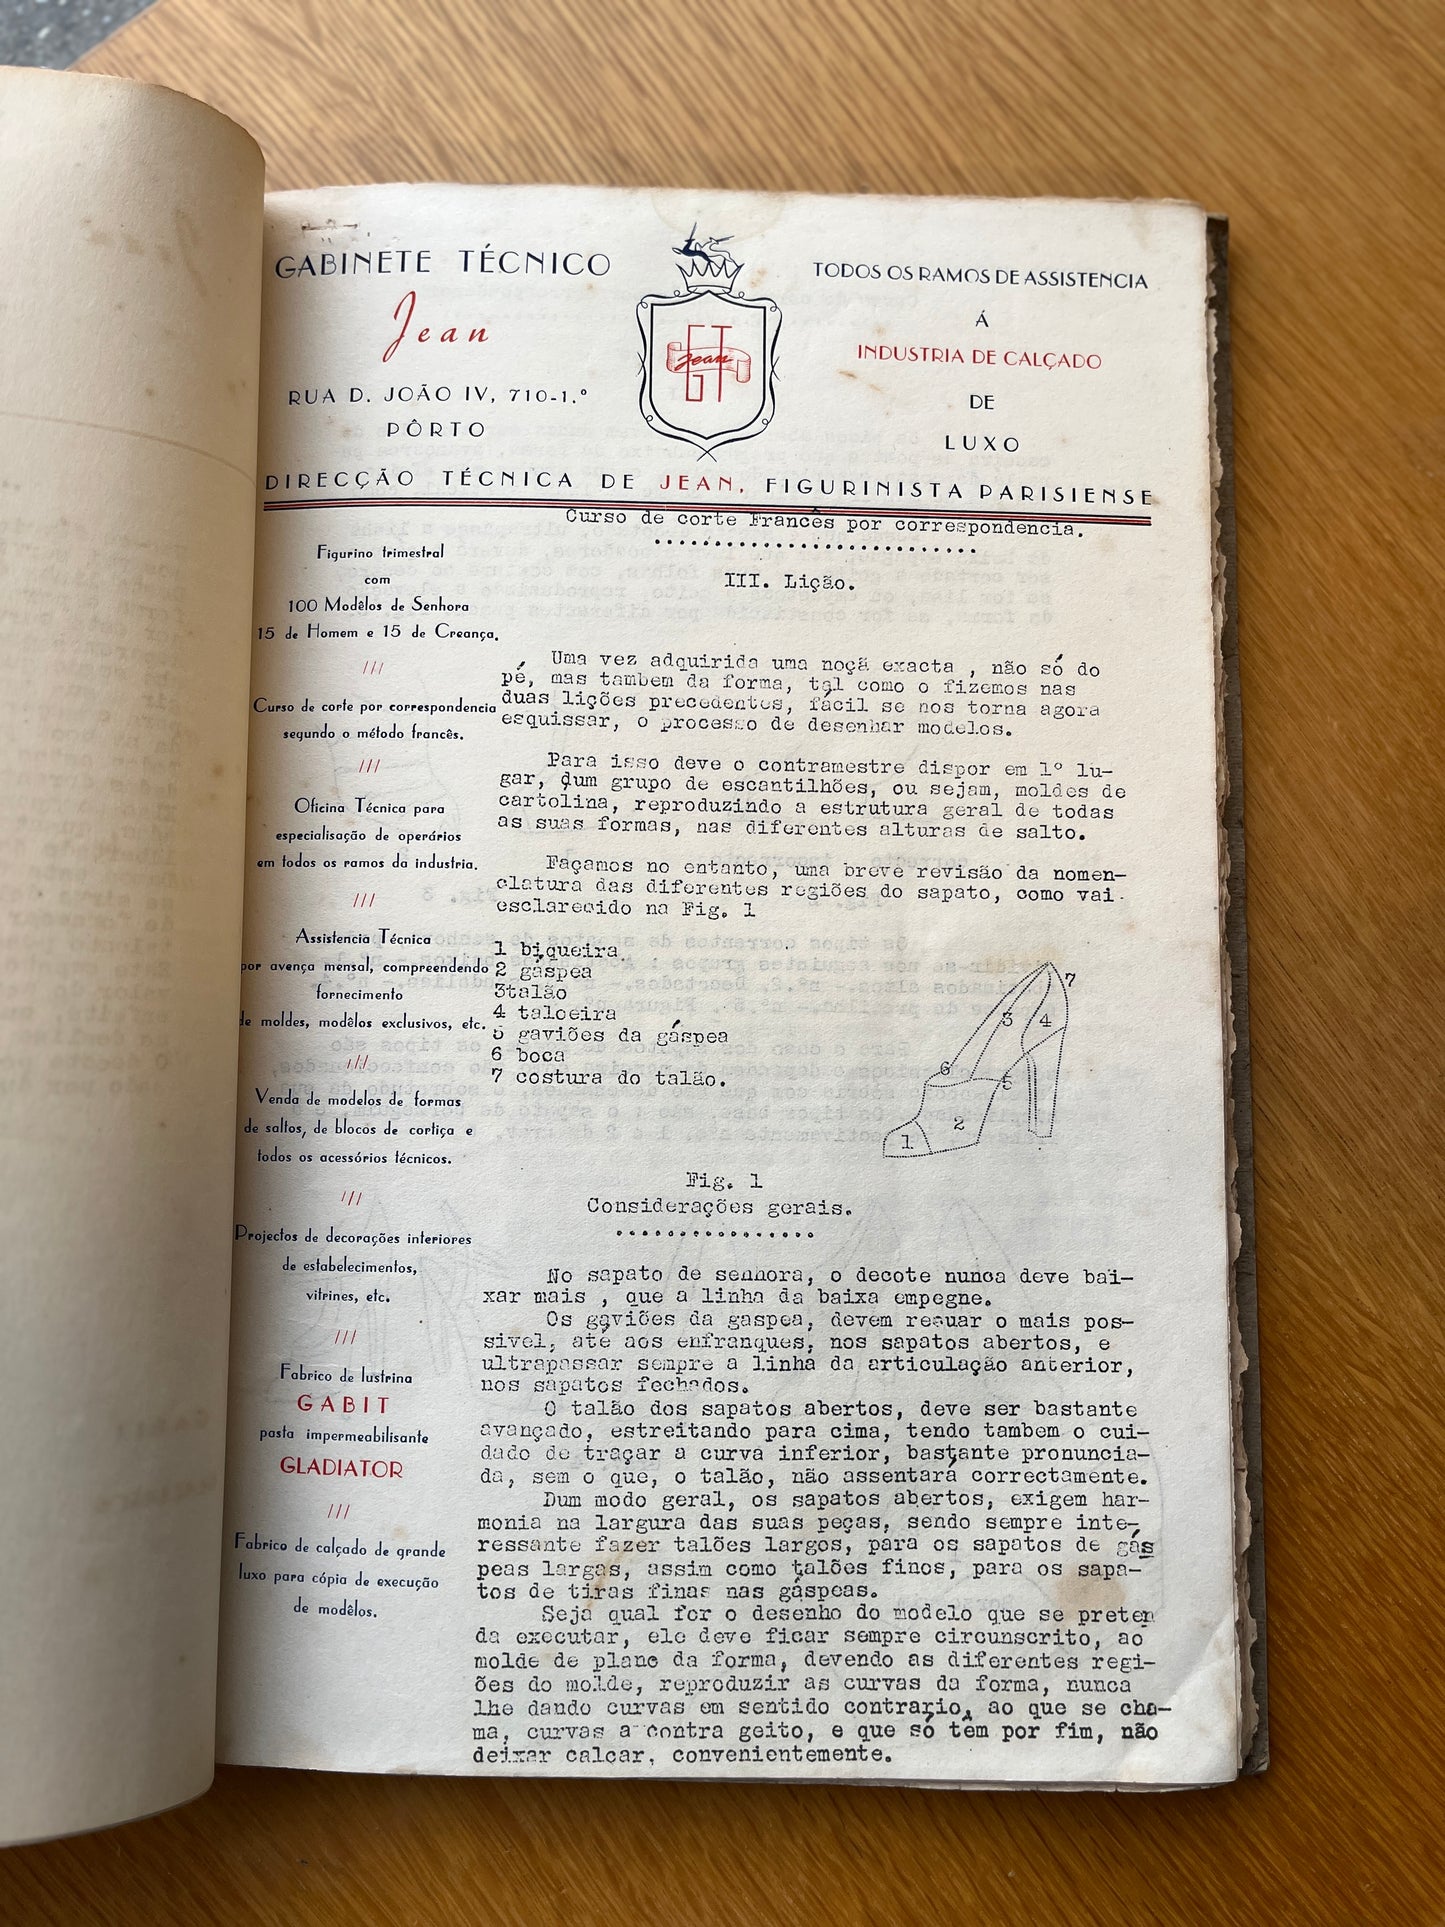 GABINETE TÉCNICO
Jean
RUA D. JOÃO IV, 710-1.º
PÔRTO
GT
Jean
TODOS OS RAMOS DE ASSISTENCIA
Á
INDUSTRIA DE CALÇADO
DE
LUXO
DIRECÇÃO TÉCNICA DE JEAN, FIGURINISTA PARISIENSE
Figurino trimestral
com
100 Modêlos de Senhora
15 de Homem e 15 de Creança.
///
Curso de corte por correspondencia
segundo o método francês.
///
Oficina Técnica para
especialisação de operários
em todos os ramos da industria.
///
Assistencia Técnica
por avença mensal, compreendendo
fornecimento
de moldes, modêlos exclusivos, etc.
///
Venda de modelos de formas
de saltos, de blocos de cortiça e
todos os acessórios técnicos.
///
Projectos de decorações interiores
de estabelecimentos,
vitrines, etc.
///
Fabrico de lustrina
GABIT
pasta impermeabilisante
GLADIATOR
///
Fabrico de calçado de grande
luxo para cópia de execução
de modêlos.
Curso de corte Francês por correspondencia.
III. Lição.
Uma vez adquirida uma noçã exacta , não só do
pé, mas tambem da forma, tal como o fizemos nas
duas lições precedentes, fácil se nos torna agora
esquissar, o processo de desenhar modelos.
Para isso deve o contramestre dispor em 1º lu-
gar, dum grupo de escantilhões, ou sejam, moldes de
cartolina, reproduzindo a estrutura geral de todas
as suas formas, nas diferentes alturas de salto.
Façamos no entanto, uma breve revisão da nomen-
clatura das diferentes regiões do sapato, como vai
esclarecido na Fig. 1
1 biqueira
2 gáspea
3talão
4 taloeira
5 gaviões da gáspea
6 boca
7 costura do talão.
7
3
4
6
5
2
1
Fig. 1
Considerações gerais.
No sapato de senhora, o decote nunca deve bai-
xar mais , que a linha da baixa empegne.
Os gaviões da gaspea, devem recuar o mais pos-
sivel, até aos enfranques, nos sapatos abertos, e
ultrapassar sempre a linha da articulação anterior,
nos sapatos fechados.
O talão dos sapatos abertos, deve ser bastante
avançado, estreitando para cima, tendo tambem o cui-
dado de traçar a curva inferior, bastante pronuncia-
da, sem o que, o talão, não assentará correctamente.
Dum modo geral, os sapatos abertos, exigem har-
monia na largura das suas peças, sendo sempre inte-
ressante fazer talões largos, para os sapatos de gás
peas largas, assim como talões finos, para os sapa-
tos de tiras finas nas gáspeas.
Seja qual for o desenho do modelo que se preten
da executar, ele deve ficar sempre circunscrito, ao
molde de plano da forma, devendo as diferentes regi-
ões do molde, reproduzir as curvas da forma, nunca
lhe dando curvas em sentido contrario, ao que se cha-
ma, curvas a contra geito, e que só têm por fim, não
deixar calcar, convenientemente.